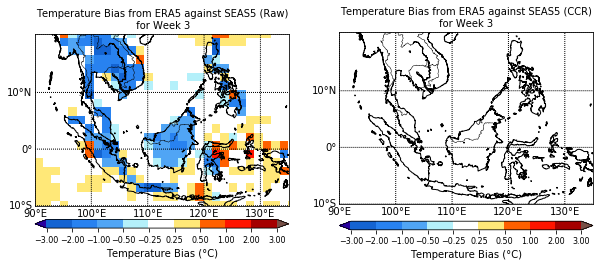 Temperature Bias from ERA5 against SEAS5 (Raw)
for Week 3
10°N
0°
10°S
90°E 100°E 110°E 120°E 130°E
−3.00 −2.00 −1.00 −0.50 −0.25 0.25 0.50 1.00 2.00 3.00
Temperature Bias (°C)
Temperature Bias from ERA5 against SEAS5 (CCR)
for Week 3
10°N
0°
10°S
90°E 100°E 110°E 120°E 130°E
−3.00 −2.00 −1.00 −0.50 −0.25 0.25 0.50 1.00 2.00 3.00
Temperature Bias (°C)